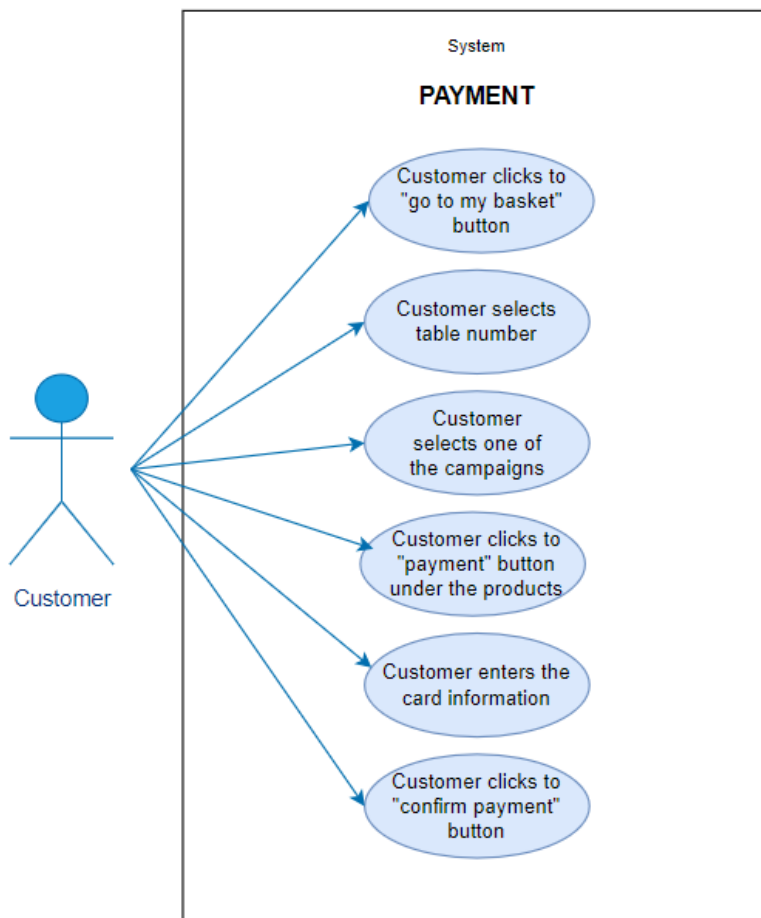 System
PAYMENT
Customer clicks to
"go to my basket"
button
Customer selects
table number
Customer
selects one of
the campaigns
Customer clicks to
"payment" button
under the products
Customer enters the
card information
Customer clicks to
"confirm payment"
button
Customer